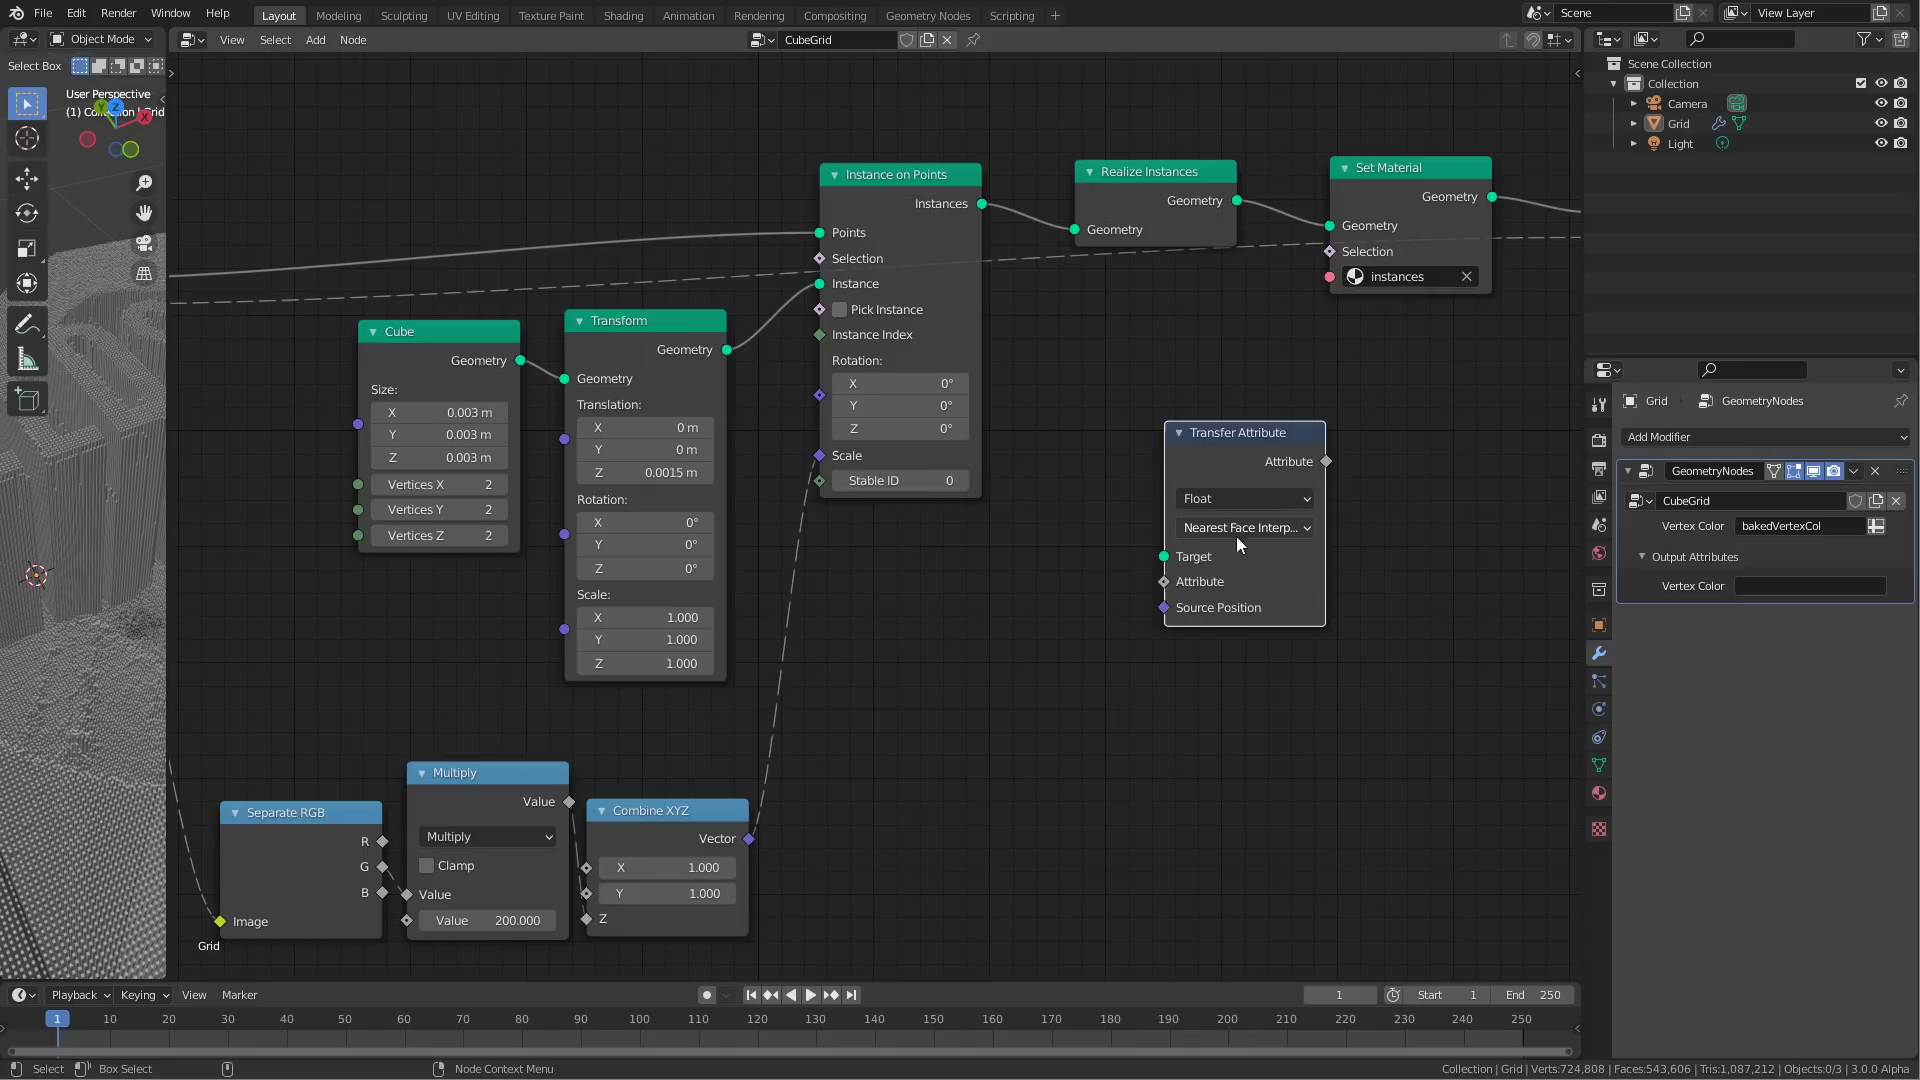 File Edit Render Window Help
Layout Modeling Sculpting UV Editing Texture Paint Shading Animation Rendering Compositing Geometry Nodes Scripting +
Scene
View Layer
Object Mode
View Select Add Node
CubeGrid
Select Box
User Perspective
(1) Collection | Grid
Z
Y
X
Instance on Points
Instances
Points
Selection
Instance
Pick Instance
Instance Index
Rotation:
X 0°
Y 0°
Z 0°
Scale
Stable ID 0
Realize Instances
Geometry
Geometry
Set Material
Geometry
Geometry
Selection
instances
Cube
Geometry
Size:
X 0.003 m
Y 0.003 m
Z 0.003 m
Vertices X 2
Vertices Y 2
Vertices Z 2
Transform
Geometry
Geometry
Translation:
X 0 m
Y 0 m
Z 0.0015 m
Rotation:
X 0°
Y 0°
Z 0°
Scale:
X 1.000
Y 1.000
Z 1.000
Transfer Attribute
Attribute
Float
Nearest Face Interp...
Target
Attribute
Source Position
Separate RGB
R
G
B
Image
Multiply
Value
Multiply
Clamp
Value
Value 200.000
Combine XYZ
Vector
X 1.000
Y 1.000
Z
Grid
Scene Collection
Collection
Camera
Grid
Light
Grid GeometryNodes
Add Modifier
GeometryNodes
CubeGrid
Vertex Color bakedVertexCol
Output Attributes
Vertex Color
Playback Keying View Marker
1 Start 1 End 250
1 10 20 30 40 50 60 70 80 90 100 110 120 130 140 150 160 170 180 190 200 210 220 230 240 250
Select Box Select Node Context Menu
Collection | Grid | Verts:724,808 | Faces:543,606 | Tris:1,087,212 | Objects:0/3 | 3.0.0 Alpha